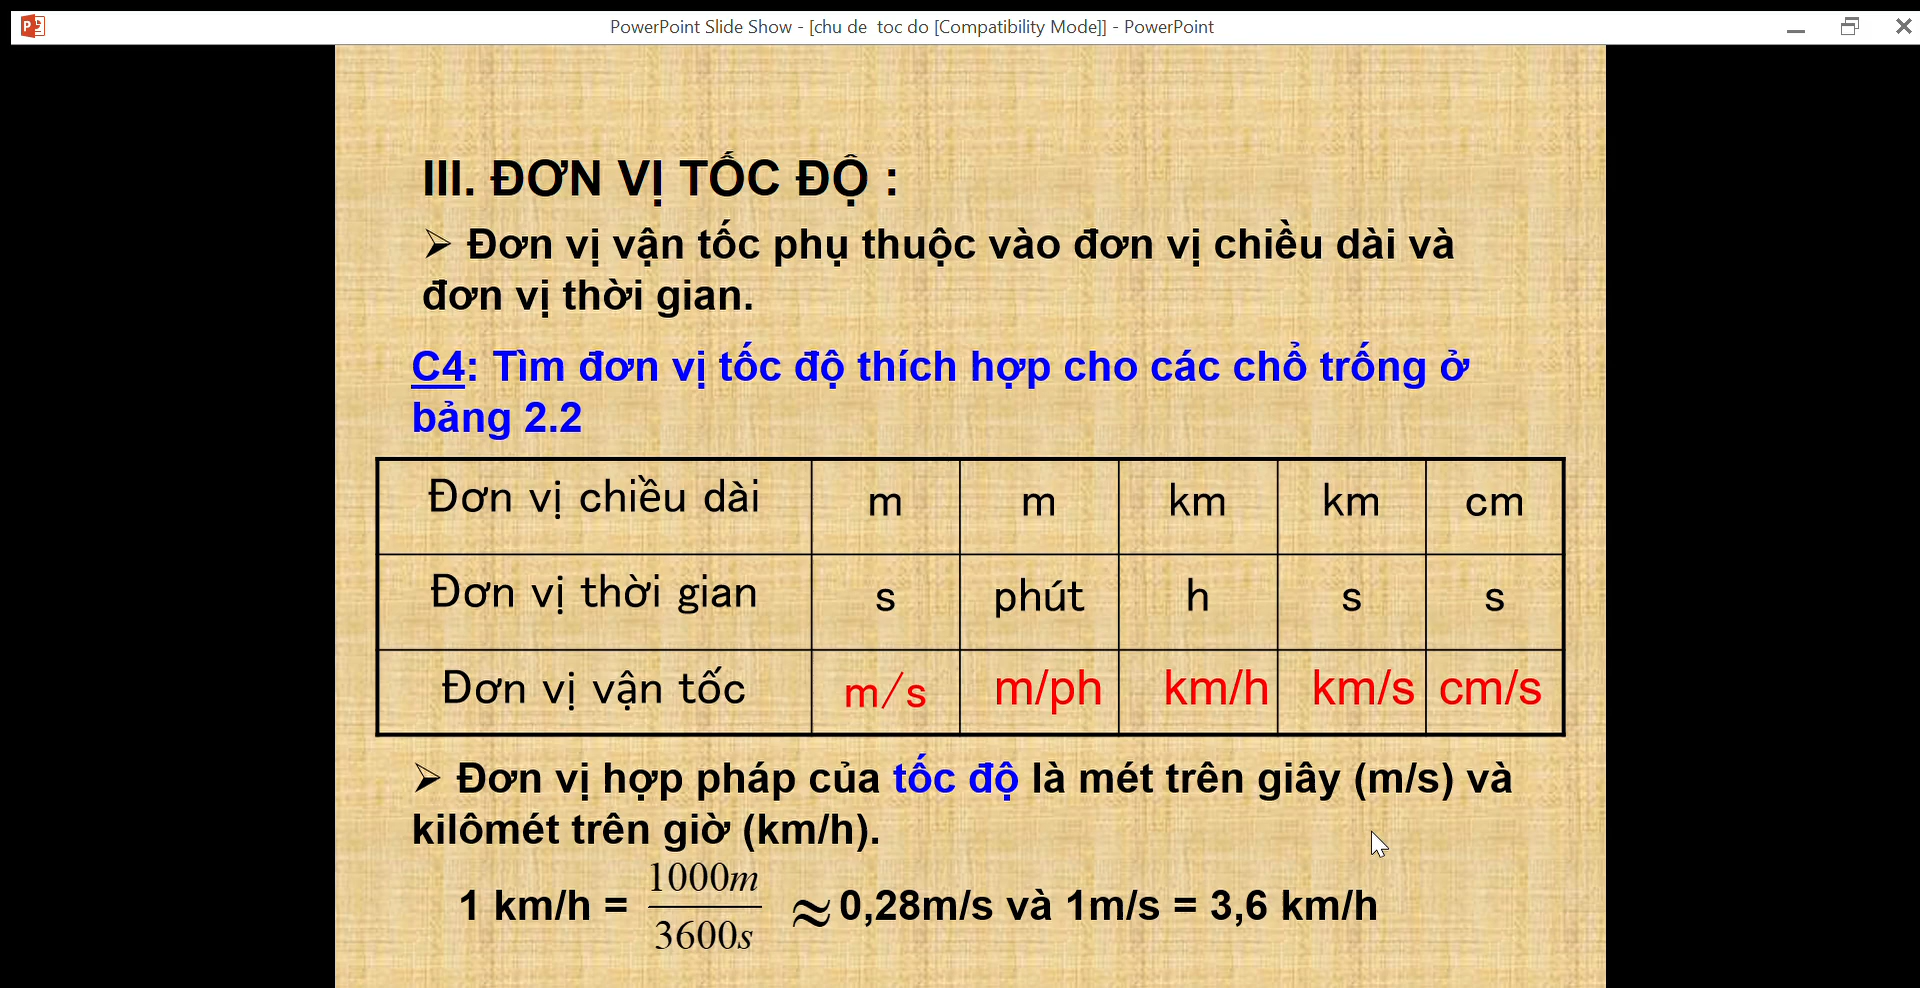 PowerPoint Slide Show - [chu de  toc do [Compatibility Mode]] - PowerPoint
III. ĐƠN VỊ TỐC ĐỘ :
➢ Đơn vị vận tốc phụ thuộc vào đơn vị chiều dài và
đơn vị thời gian.
C4: Tìm đơn vị tốc độ thích hợp cho các chổ trống ở
bảng 2.2
Đơn vị chiều dài m m km km cm
Đơn vị thời gian s phút h s s
Đơn vị vận tốc m/s m/ph km/h km/s cm/s
➢ Đơn vị hợp pháp của tốc độ là mét trên giây (m/s) và
kilômét trên giờ (km/h).
1 km/h = 1000m/3600s ≈ 0,28m/s và 1m/s = 3,6 km/h